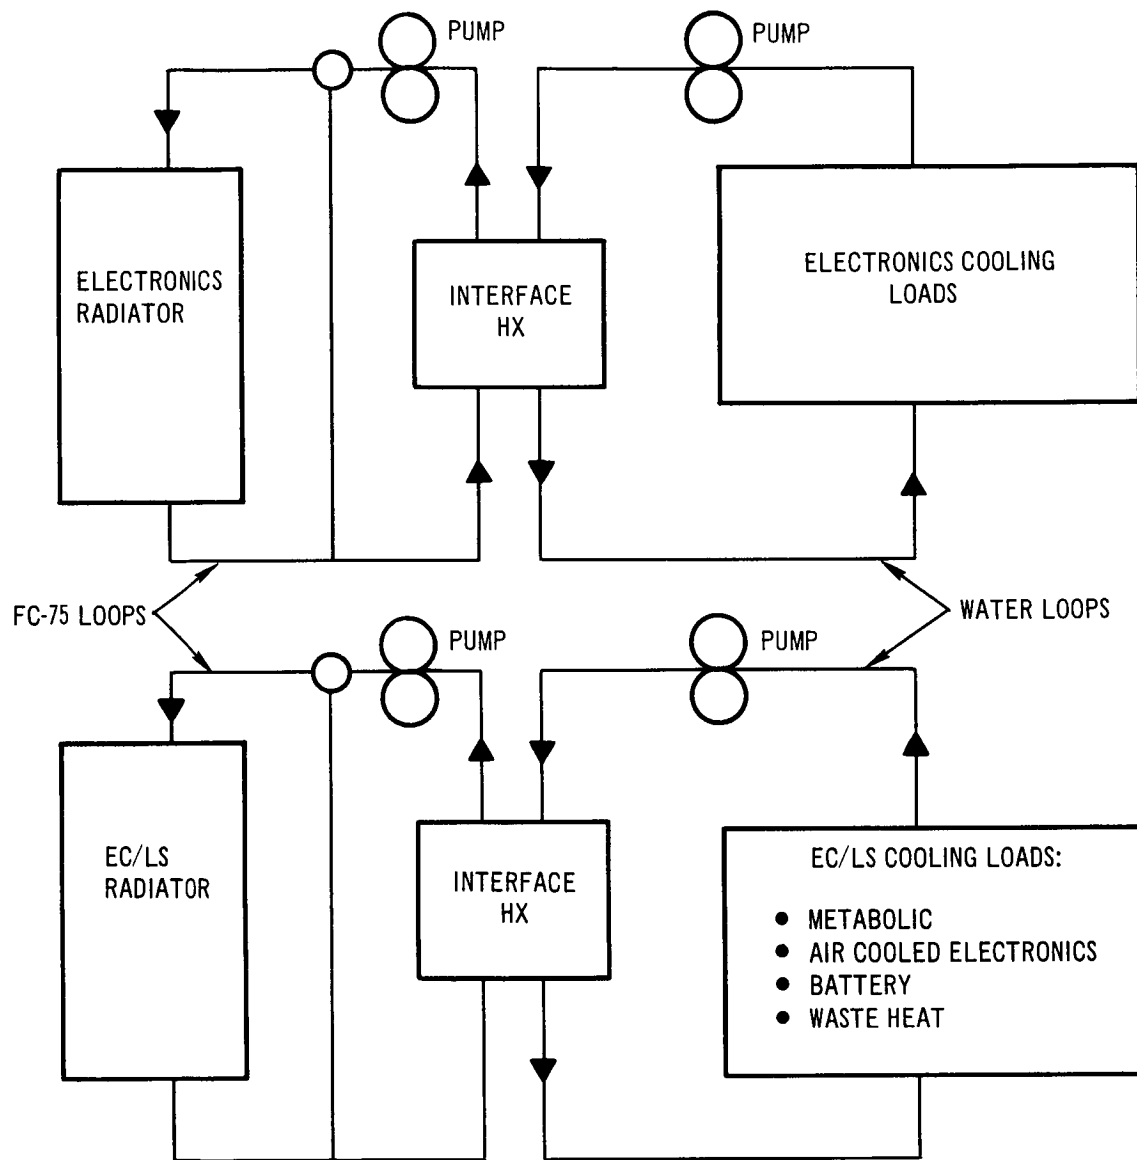 PUMP
PUMP
ELECTRONICS
RADIATOR
INTERFACE
HX
ELECTRONICS COOLING
LOADS
FC-75 LOOPS
WATER LOOPS
PUMP
PUMP
EC/LS
RADIATOR
INTERFACE
HX
EC/LS COOLING LOADS:
● METABOLIC
● AIR COOLED ELECTRONICS
● BATTERY
● WASTE HEAT